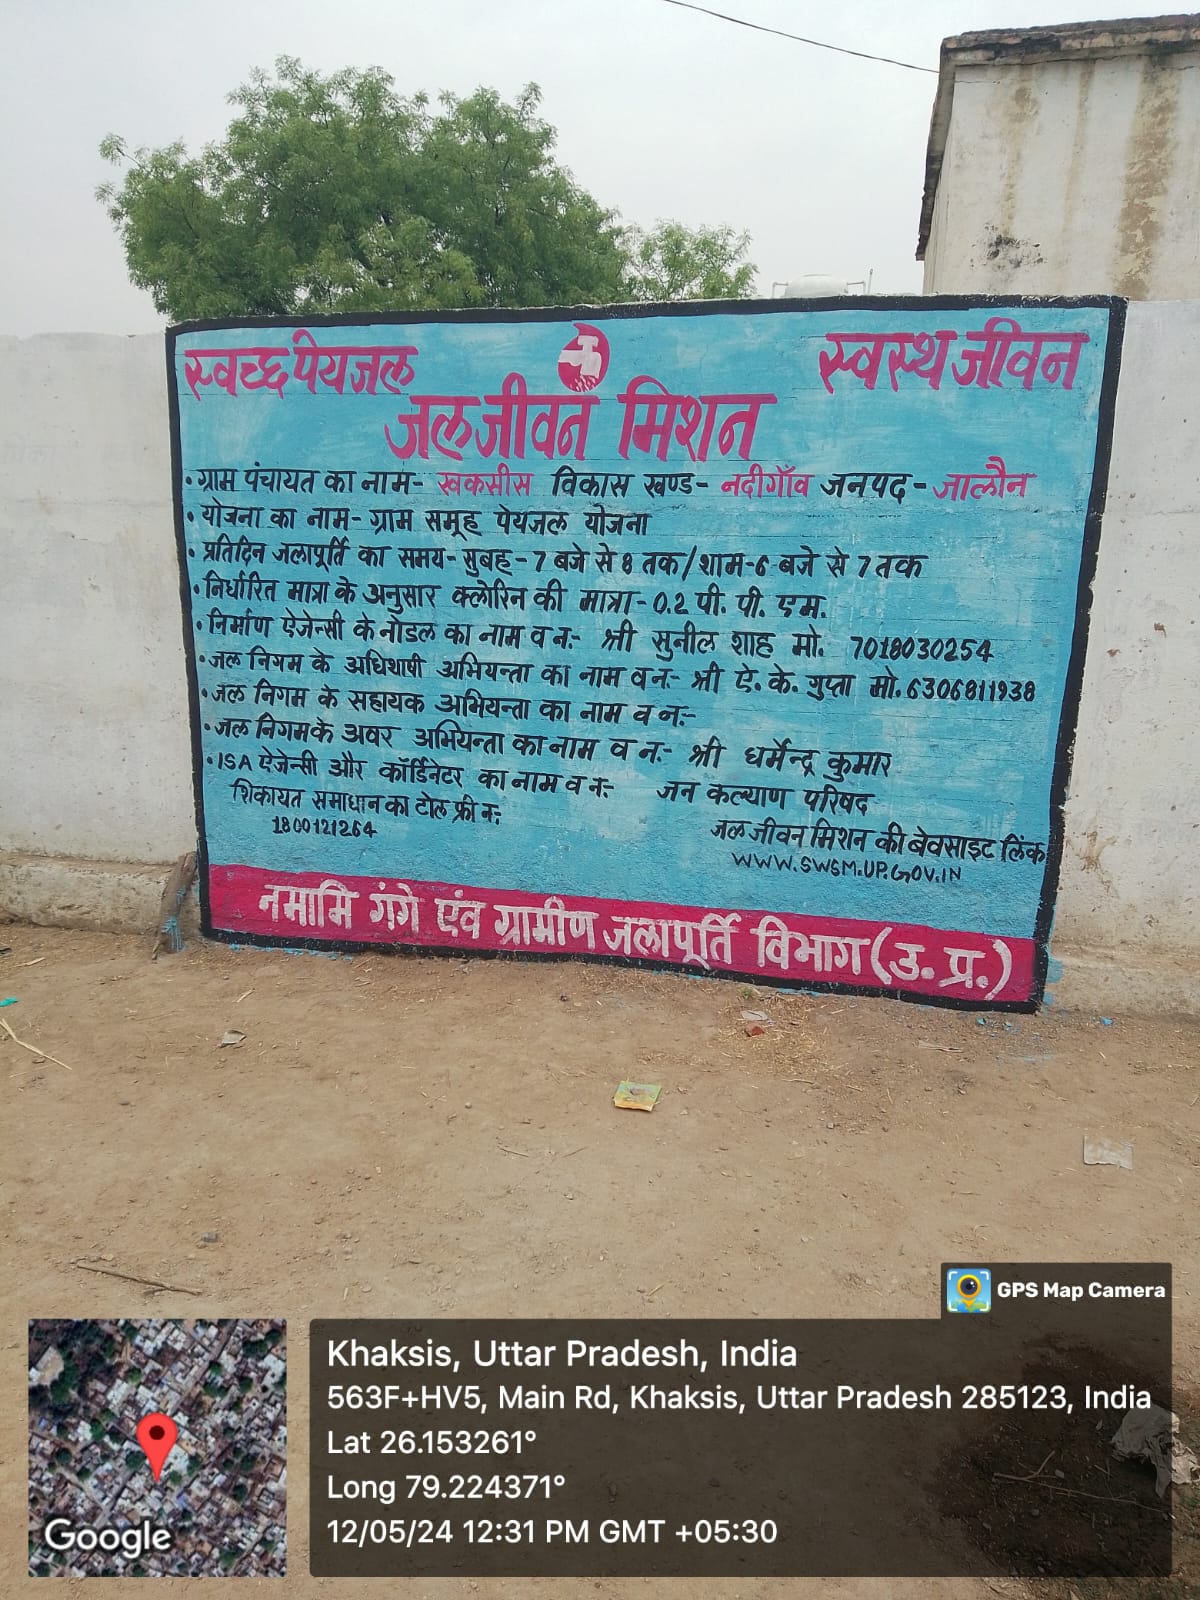 स्वच्छ पेयजल
स्वस्थ जीवन
जल जीवन मिशन
• ग्राम पंचायत का नाम- खकसीस विकास खण्ड- नदीगाँव जनपद- जालौन
• योजना का नाम- ग्राम समूह पेयजल योजना
• प्रतिदिन जलापूर्ति का समय- सुबह- 7 बजे से 8 तक/शाम-6 बजे से 7 तक
• निर्धारित मात्रा के अनुसार क्लोरिन की मात्रा- 0.2 पी. पी. एम.
• निर्माण ऐजेन्सी के नोडल का नाम व न:- श्री सुनील शाह मो. 7018030254
• जल निगम के अधिशाषी अभियन्ता का नाम व न:- श्री ऐ. के. गुप्ता मो.6306811938
• जल निगम के सहायक अभियन्ता का नाम व न:-
• जल निगम के अवर अभियन्ता का नाम व न:- श्री धर्मेन्द्र कुमार
• ISA ऐजेन्सी और कॉर्डिनेटर का नाम व न:- जन कल्याण परिषद
शिकायत समाधान का टोल फ्री न:
1800121264
जल जीवन मिशन की बेवसाइट लिंक
WWW.SWSM.UP.GOV.IN
नमामि गंगे एंव ग्रामीण जलापूर्ति विभाग (उ. प्र.)
GPS Map Camera
Khaksis, Uttar Pradesh, India
563F+HV5, Main Rd, Khaksis, Uttar Pradesh 285123, India
Lat 26.153261°
Long 79.224371°
12/05/24 12:31 PM GMT +05:30
Google